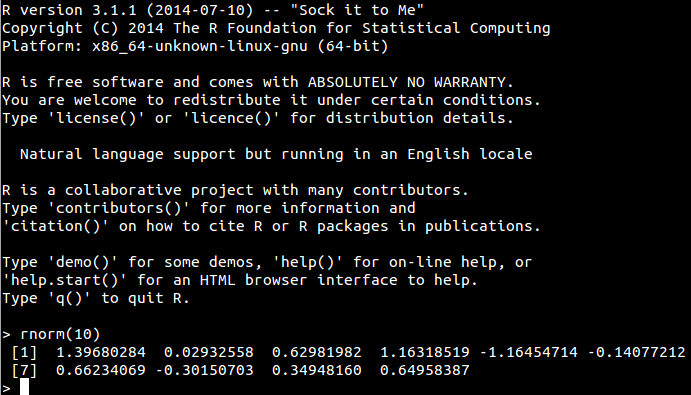 R version 3.1.1 (2014-07-10) -- "Sock it to Me"
Copyright (C) 2014 The R Foundation for Statistical Computing
Platform: x86_64-unknown-linux-gnu (64-bit)
R is free software and comes with ABSOLUTELY NO WARRANTY.
You are welcome to redistribute it under certain conditions.
Type 'license()' or 'licence()' for distribution details.
Natural language support but running in an English locale
R is a collaborative project with many contributors.
Type 'contributors()' for more information and
'citation()' on how to cite R or R packages in publications.
Type 'demo()' for some demos, 'help()' for on-line help, or
'help.start()' for an HTML browser interface to help.
Type 'q()' to quit R.
> rnorm(10)
[1]  1.39680284  0.02932558  0.62981982  1.16318519 -1.16454714 -0.14077212
[7]  0.66234069 -0.30150703  0.34948160  0.64958387
>